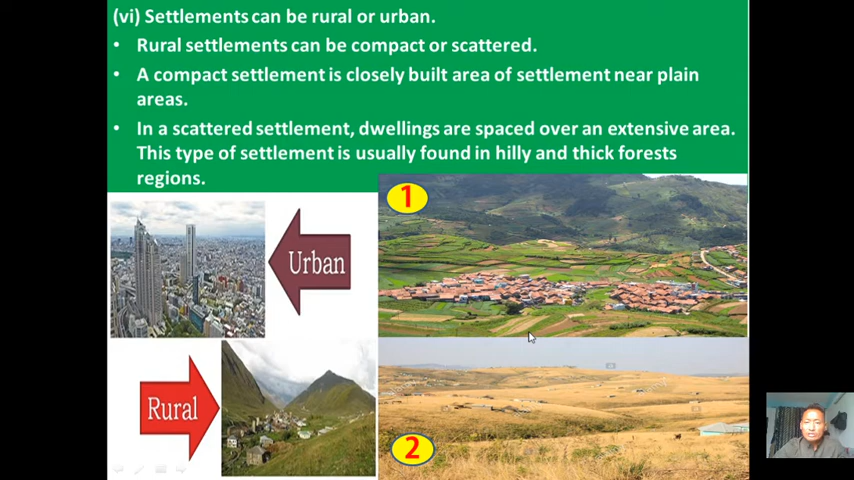 (vi) Settlements can be rural or urban.
• Rural settlements can be compact or scattered.
• A compact settlement is closely built area of settlement near plain
areas.
• In a scattered settlement, dwellings are spaced over an extensive area.
This type of settlement is usually found in hilly and thick forests
regions.
1
Urban
Rural
2